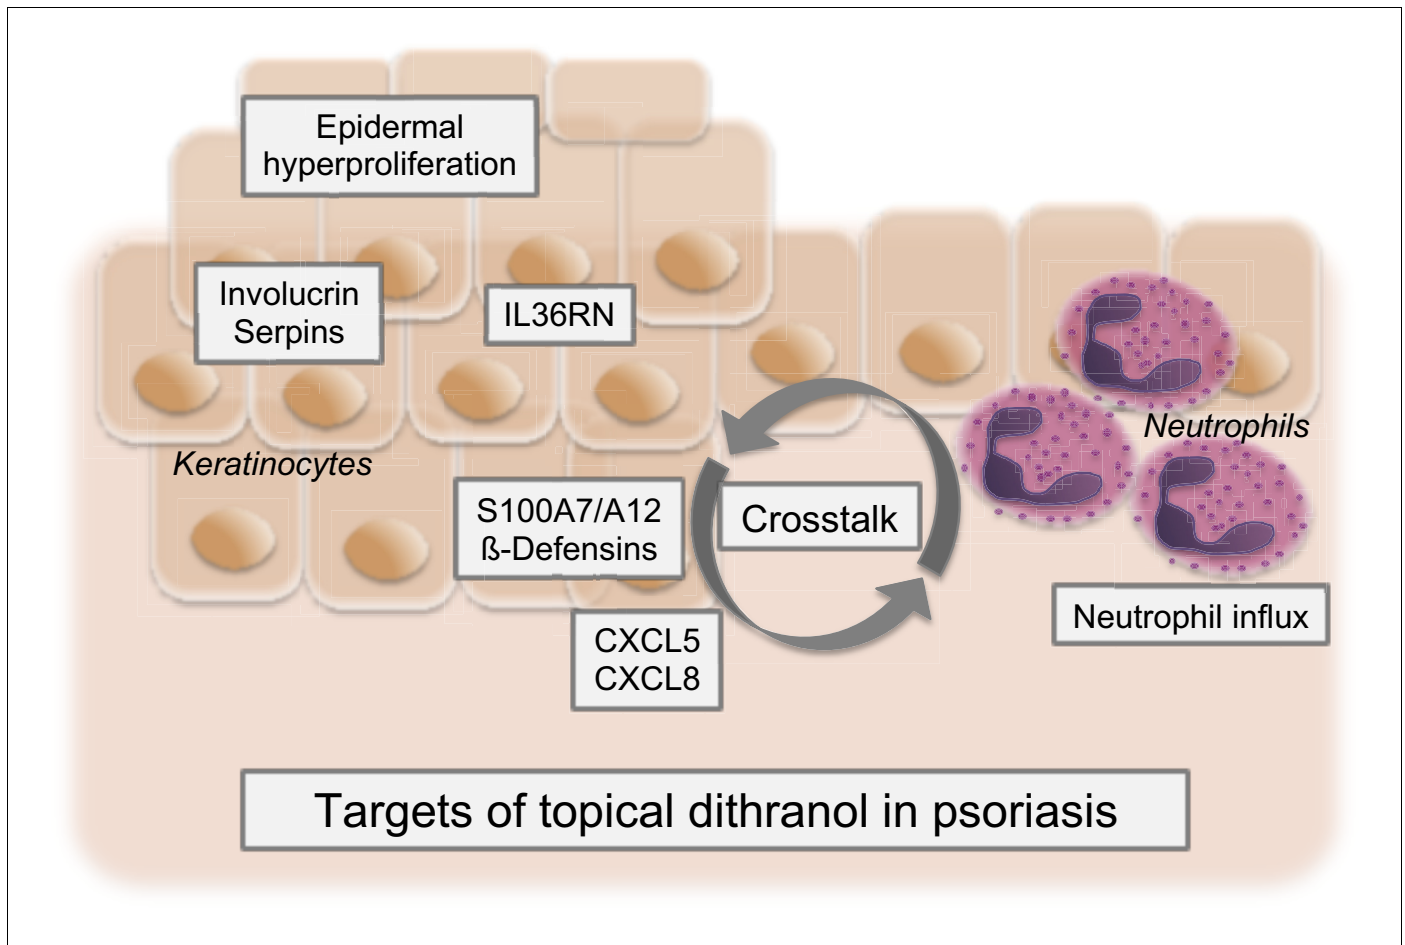 Epidermal
hyperproliferation
Involucrin
Serpins
IL36RN
Keratinocytes
Neutrophils
S100A7/A12
ß-Defensins
Crosstalk
CXCL5
CXCL8
Neutrophil influx
Targets of topical dithranol in psoriasis